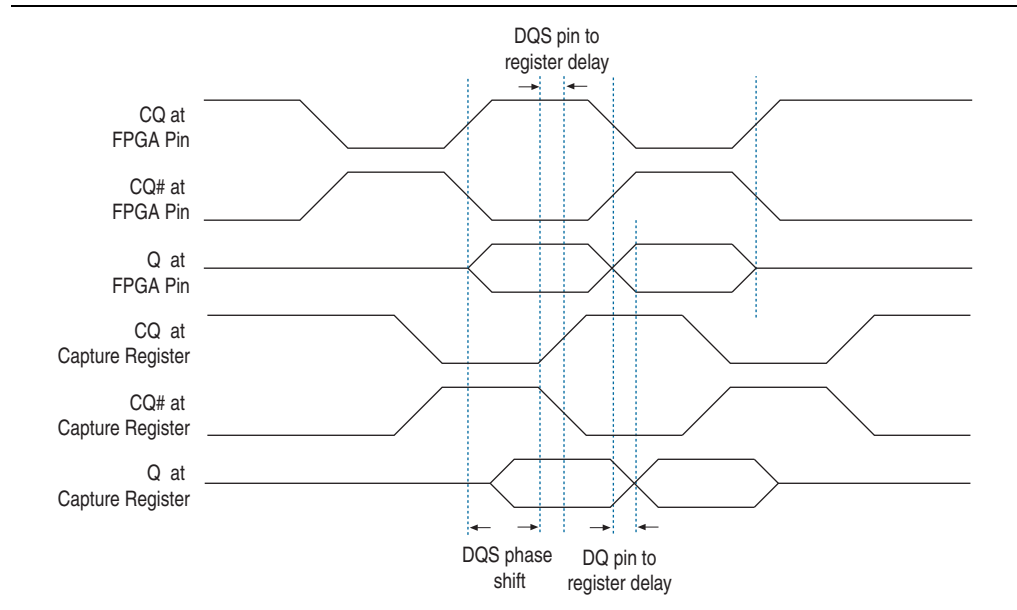 DQS pin to
register delay
CQ at
FPGA Pin
CQ# at
FPGA Pin
Q at
FPGA Pin
CQ at
Capture Register
CQ# at
Capture Register
Q at
Capture Register
DQS phase
shift
DQ pin to
register delay